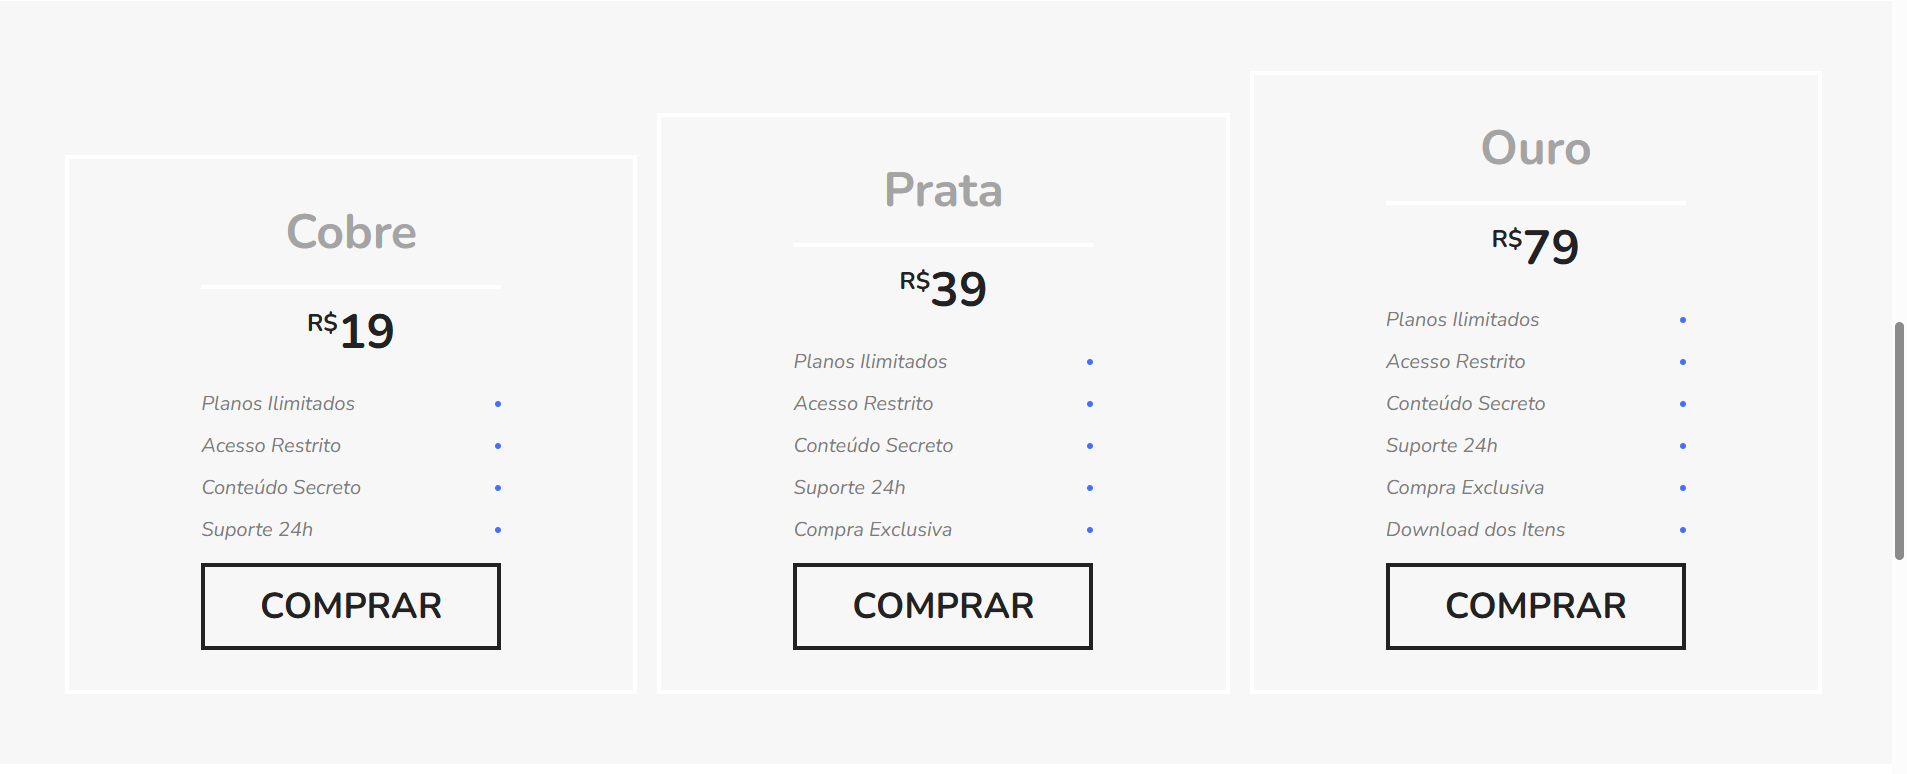 Cobre
R$19
Planos Ilimitados
Acesso Restrito
Conteúdo Secreto
Suporte 24h
COMPRAR
Prata
R$39
Planos Ilimitados
Acesso Restrito
Conteúdo Secreto
Suporte 24h
Compra Exclusiva
COMPRAR
Ouro
R$79
Planos Ilimitados
Acesso Restrito
Conteúdo Secreto
Suporte 24h
Compra Exclusiva
Download dos Itens
COMPRAR